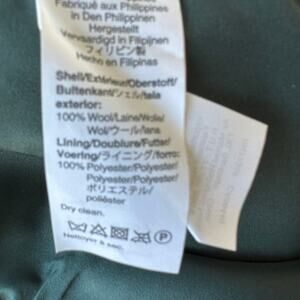 Fabriqué aux Philippines
in Den Philippinen
Hergestellt
Vervaardigd in Filipijnen
フィリピン製
Hecho en Filipinas
Shell/Extérieur/Oberstoff/
Buitenkant/シェル/tela
exterior:
100% Wool/Laine/Wolle/
Wol/ウール/lana
Lining/Doublure/Futter/
Voering/ライニング/forro:
100% Polyester/Polyester/
Polyester/Polyester/
ポリエステル/
poliéster
Dry clean.
P
Nettoyer à sec.